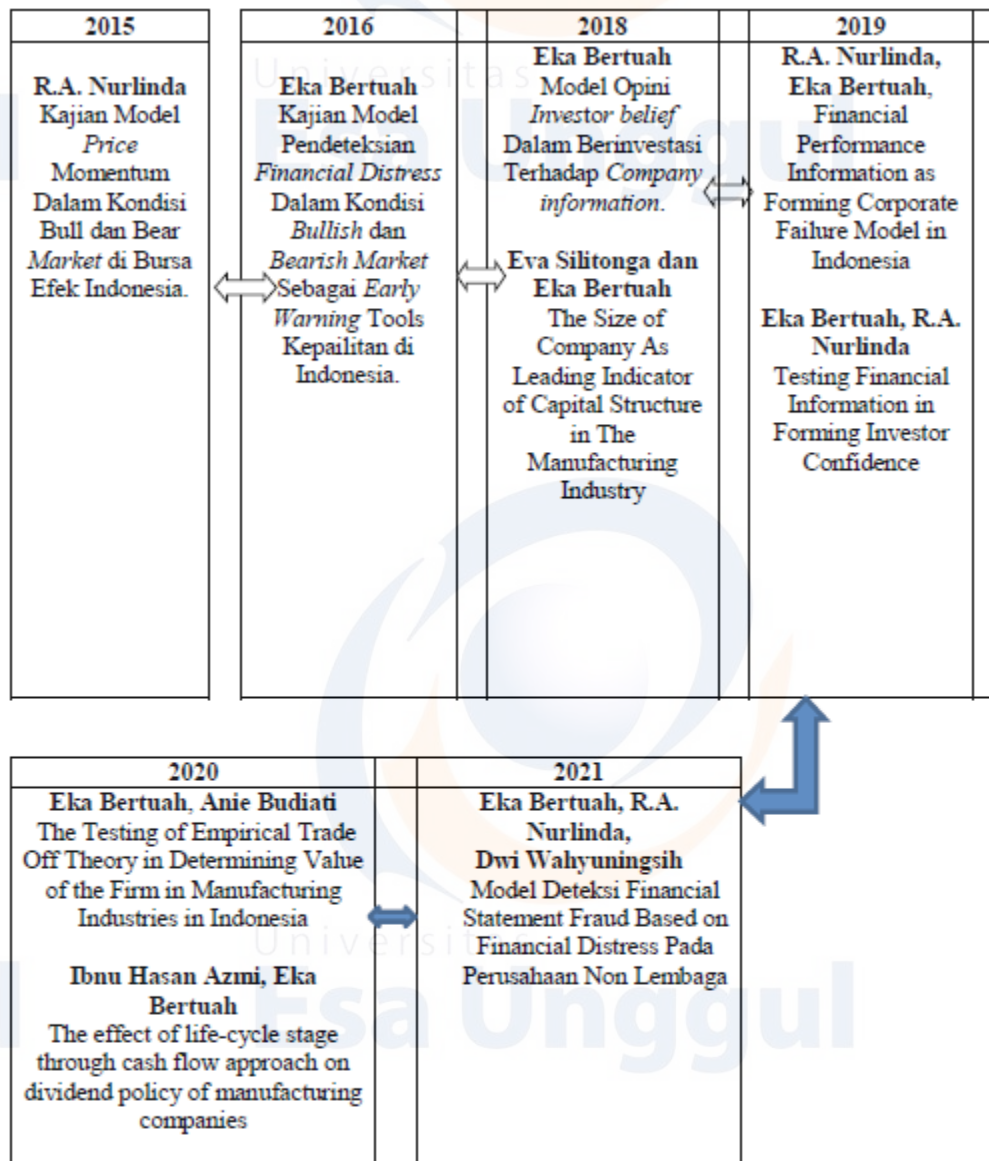 2015
R.A. Nurlinda
Kajian Model
Price
Momentum
Dalam Kondisi
Bull dan Bear
Market di Bursa
Efek Indonesia.
2016
Eka Bertuah
Kajian Model
Pendeteksian
Financial Distress
Dalam Kondisi
Bullish dan
Bearish Market
Sebagai Early
Warning Tools
Kepailitan di
Indonesia.
2018
Eka Bertuah
Model Opini
Investor belief
Dalam Berinvestasi
Terhadap Company
information.
Eva Silitonga dan
Eka Bertuah
The Size of
Company As
Leading Indicator
of Capital Structure
in The
Manufacturing
Industry
2019
R.A. Nurlinda,
Eka Bertuah,
Financial
Performance
Information as
Forming Corporate
Failure Model in
Indonesia
Eka Bertuah, R.A.
Nurlinda
Testing Financial
Information in
Forming Investor
Confidence
Universitas
Esa Unggul
2020
Eka Bertuah, Anie Budiati
The Testing of Empirical Trade
Off Theory in Determining Value
of the Firm in Manufacturing
Industries in Indonesia
Ibnu Hasan Azmi, Eka
Bertuah
The effect of life-cycle stage
through cash flow approach on
dividend policy of manufacturing
companies
2021
Eka Bertuah, R.A.
Nurlinda,
Dwi Wahyuningsih
Model Deteksi Financial
Statement Fraud Based on
Financial Distress Pada
Perusahaan Non Lembaga
Universitas
Esa Unggul